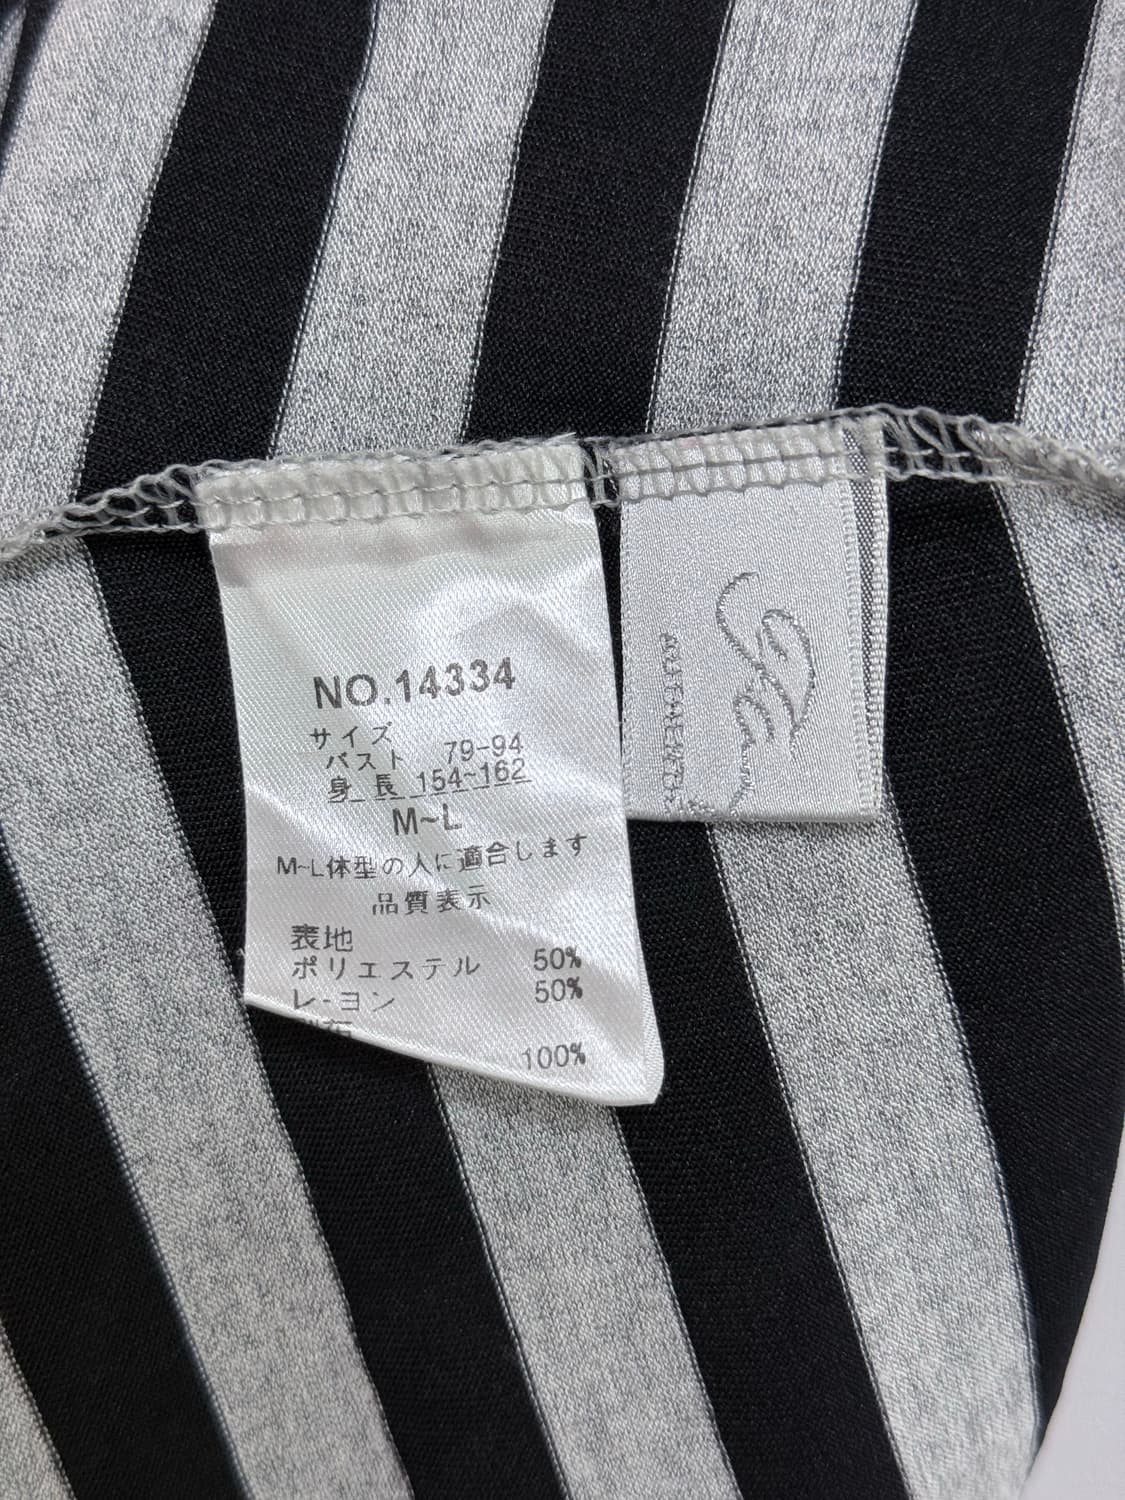 NO.14334
サイズ
バスト 79-94
身 長 154~162
M~L
M~L体型の人に適合します
品質表示
表地
ポリエステル 50%
レーヨン 50%
100%